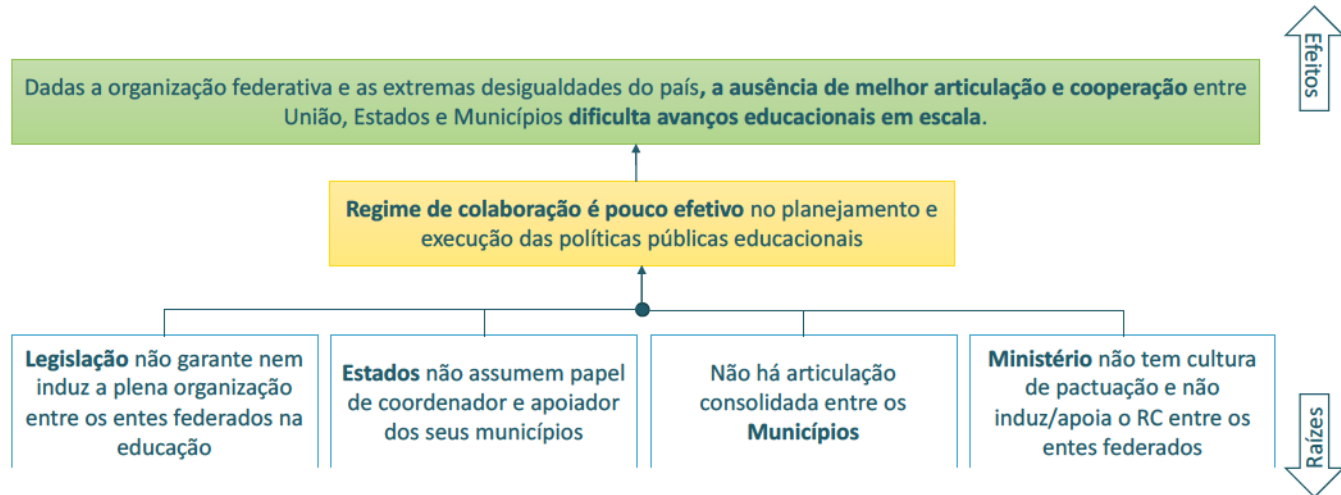 Efeitos
Dadas a organização federativa e as extremas desigualdades do país, a ausência de melhor articulação e cooperação entre
União, Estados e Municípios dificulta avanços educacionais em escala.
Regime de colaboração é pouco efetivo no planejamento e
execução das políticas públicas educacionais
Legislação não garante nem
induz a plena organização
entre os entes federados na
educação
Estados não assumem papel
de coordenador e apoiador
dos seus municípios
Não há articulação
consolidada entre os
Municípios
Ministério não tem cultura
de pactuação e não
induz/apoia o RC entre os
entes federados
Raízes